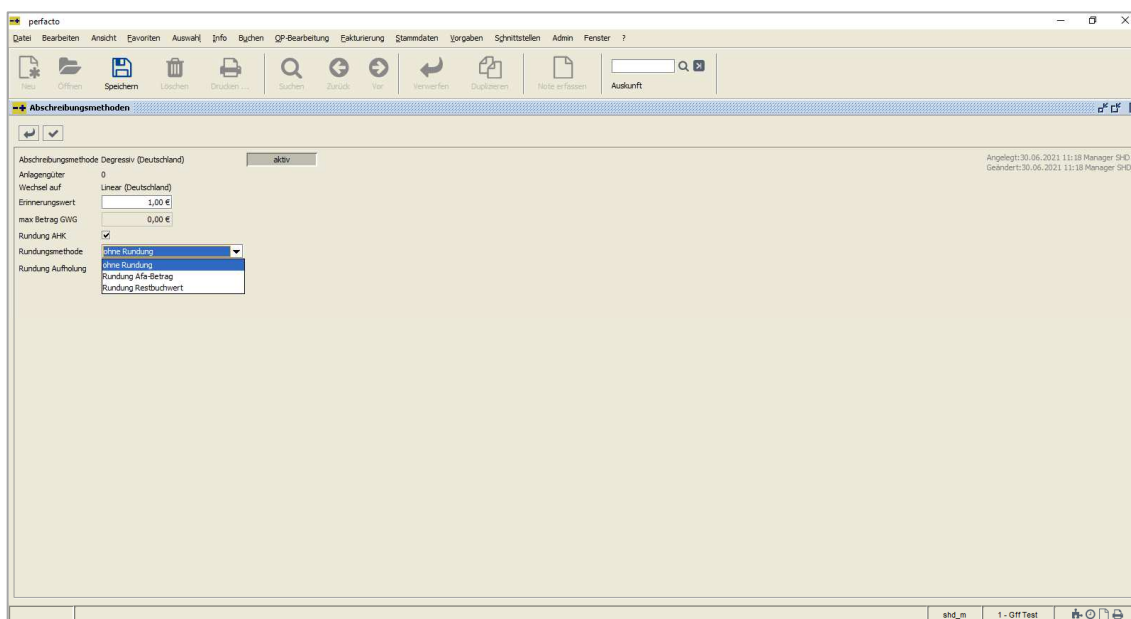 perfacto
Datei Bearbeiten Ansicht Favoriten Auswahl Info Buchen OP-Bearbeitung Fakturierung Stammdaten Vorgaben Schnittstellen Admin Fenster ?
Neu Öffnen Speichern Löschen Drucken ... Suchen Zurück Vor Verwerfen Duplizieren Note erfassen Auskunft
Abschreibungsmethoden
Abschreibungsmethode Degressiv (Deutschland) aktiv
Angelegt:30.06.2021 11:18 Manager SHD
Geändert:30.06.2021 11:18 Manager SHD
Anlagengüter 0
Wechsel auf Linear (Deutschland)
Erinnerungswert 1,00 €
max Betrag GWG 0,00 €
Rundung AHK
Rundungsmethode ohne Rundung
Rundung Aufholung ohne Rundung
Rundung Afa-Betrag
Rundung Restbuchwert
shd_m 1 - Gff Test